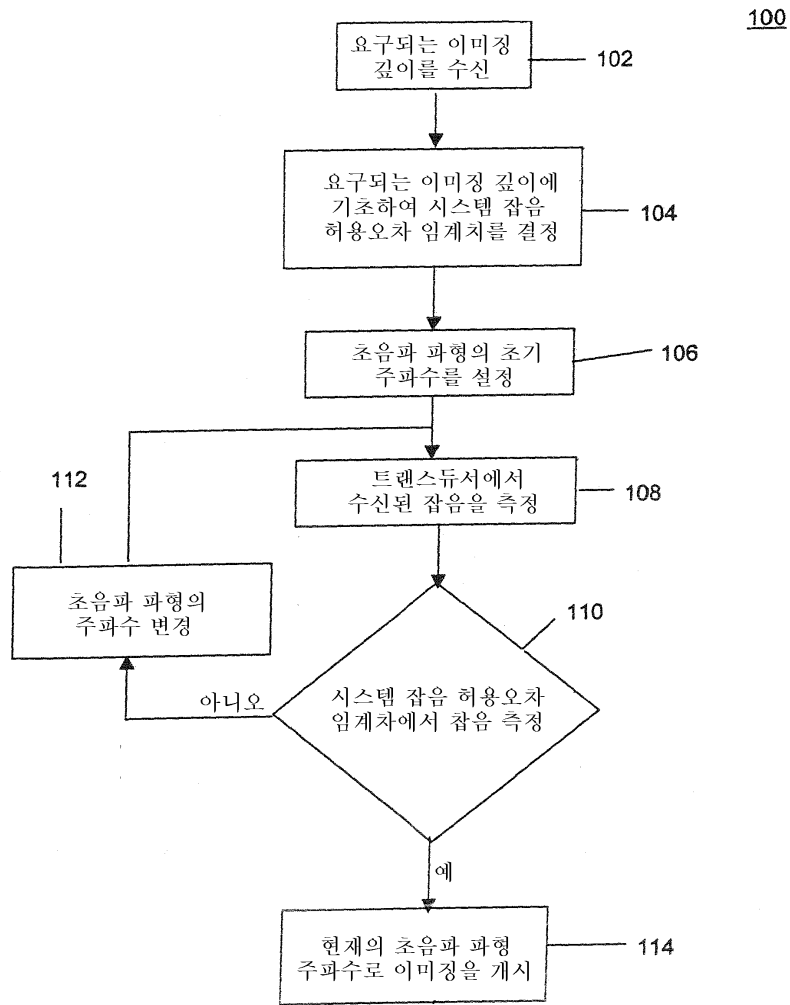 100
요구되는 이미징
깊이를 수신
102
요구되는 이미징 깊이에
기초하여 시스템 잡음
허용오차 임계치를 결정
104
초음파 파형의 초기
주파수를 설정
106
트랜스듀서에서
수신된 잡음을 측정
108
112
초음파 파형의
주파수 변경
110
시스템 잡음 허용오차
임계차에서 잡음 측정
아니오
예
현재의 초음파 파형
주파수로 이미징을 개시
114